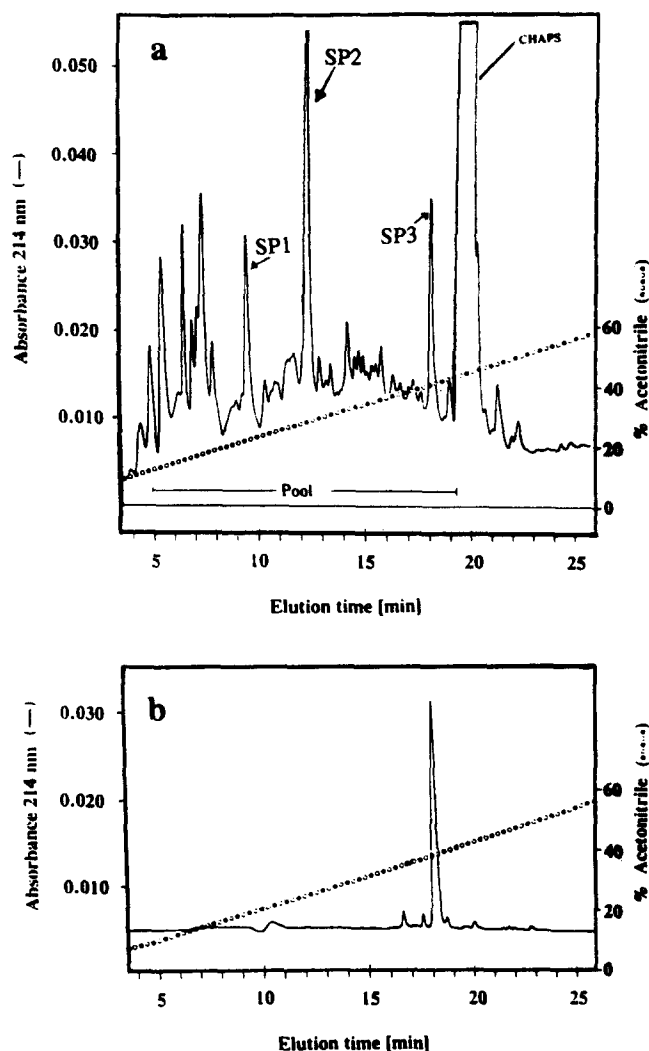 a
SP2
CHAPS
SP1
SP3
0.050
0.040
0.030
0.020
0.010
Absorbance 214 nm (—)
60
40
20
0
% Acetonitrile
Pool
5 10 15 20 25
Elution time [min]
b
0.030
0.020
0.010
Absorbance 214 nm (—)
60
40
20
0
% Acetonitrile
5 10 15 20 25
Elution time [min]